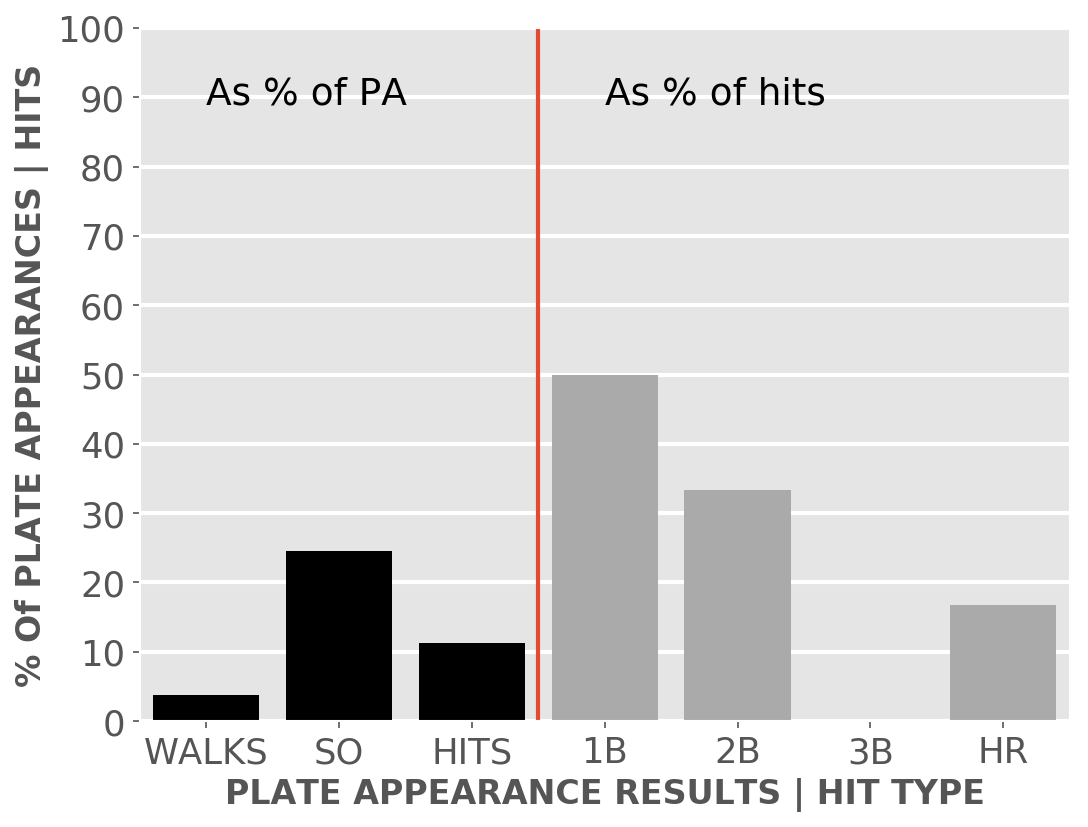 % Of PLATE APPEARANCES | HITS
100
90
80
70
60
50
40
30
20
10
0
As % of PA
As % of hits
WALKS SO HITS 1B 2B 3B HR
PLATE APPEARANCE RESULTS | HIT TYPE